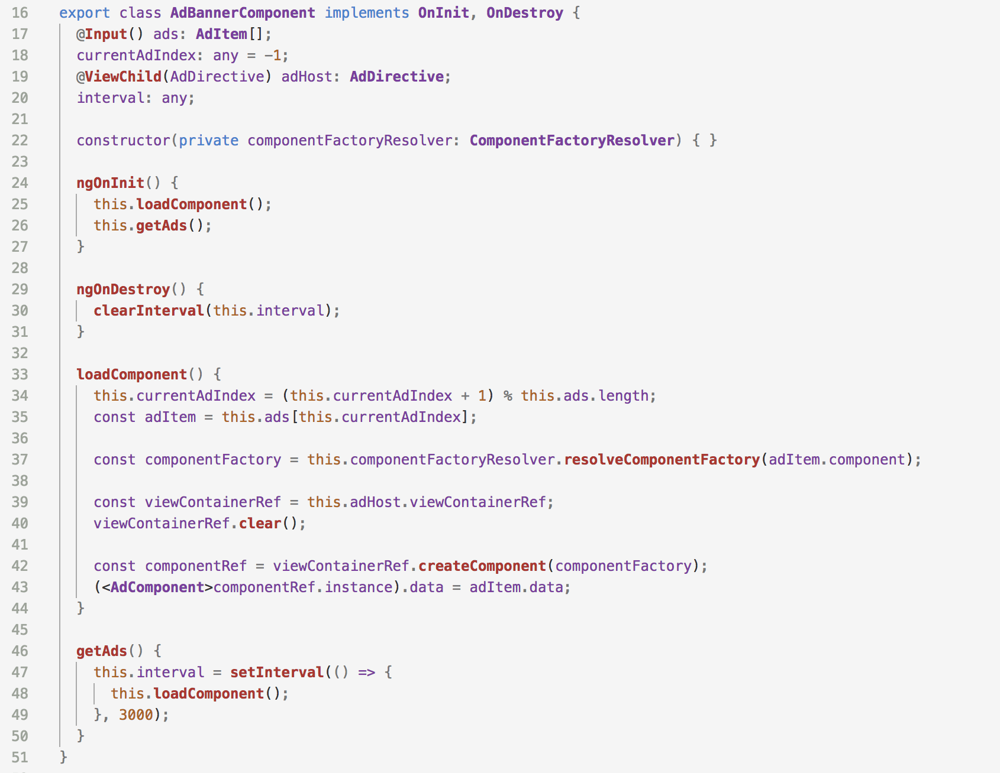 16 export class AdBannerComponent implements OnInit, OnDestroy {
17 @Input() ads: AdItem[];
18 currentAdIndex: any = -1;
19 @ViewChild(AdDirective) adHost: AdDirective;
20 interval: any;
21
22 constructor(private componentFactoryResolver: ComponentFactoryResolver) { }
23
24 ngOnInit() {
25 this.loadComponent();
26 this.getAds();
27 }
28
29 ngOnDestroy() {
30 clearInterval(this.interval);
31 }
32
33 loadComponent() {
34 this.currentAdIndex = (this.currentAdIndex + 1) % this.ads.length;
35 const adItem = this.ads[this.currentAdIndex];
36
37 const componentFactory = this.componentFactoryResolver.resolveComponentFactory(adItem.component);
38
39 const viewContainerRef = this.adHost.viewContainerRef;
40 viewContainerRef.clear();
41
42 const componentRef = viewContainerRef.createComponent(componentFactory);
43 (<AdComponent>componentRef.instance).data = adItem.data;
44 }
45
46 getAds() {
47 this.interval = setInterval(() => {
48 this.loadComponent();
49 }, 3000);
50 }
51 }